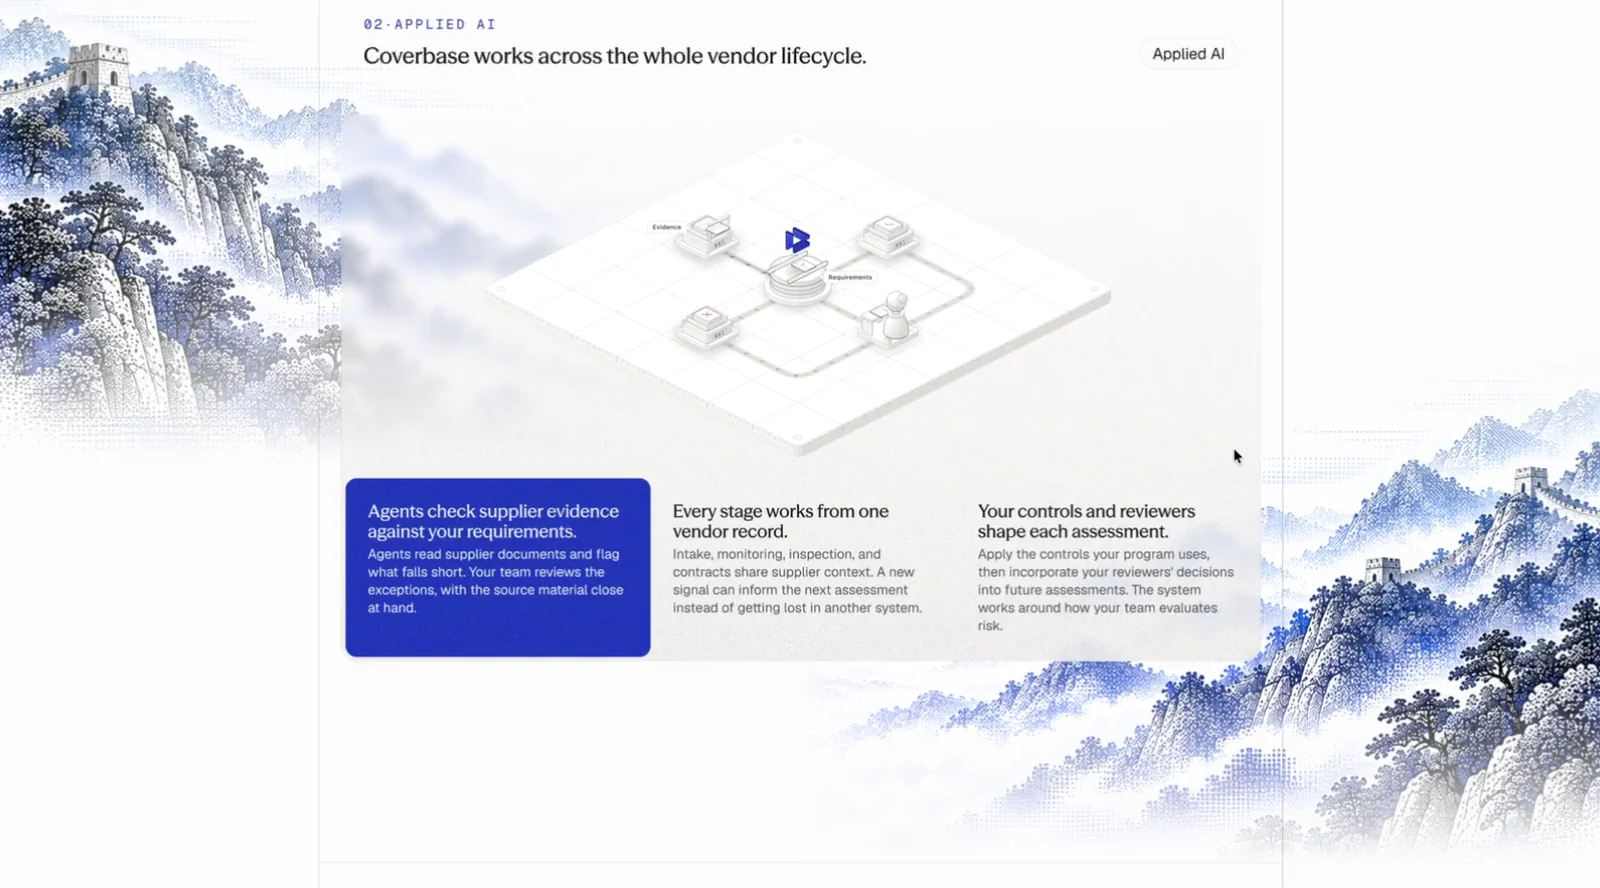 02·APPLIED AI
Coverbase works across the whole vendor lifecycle.
Applied AI
Evidence
Requirements
Agents check supplier evidence
against your requirements.
Agents read supplier documents and flag
what falls short. Your team reviews the
exceptions, with the source material close
at hand.
Every stage works from one
vendor record.
Intake, monitoring, inspection, and
contracts share supplier context. A new
signal can inform the next assessment
instead of getting lost in another system.
Your controls and reviewers
shape each assessment.
Apply the controls your program uses,
then incorporate your reviewers' decisions
into future assessments. The system
works around how your team evaluates
risk.